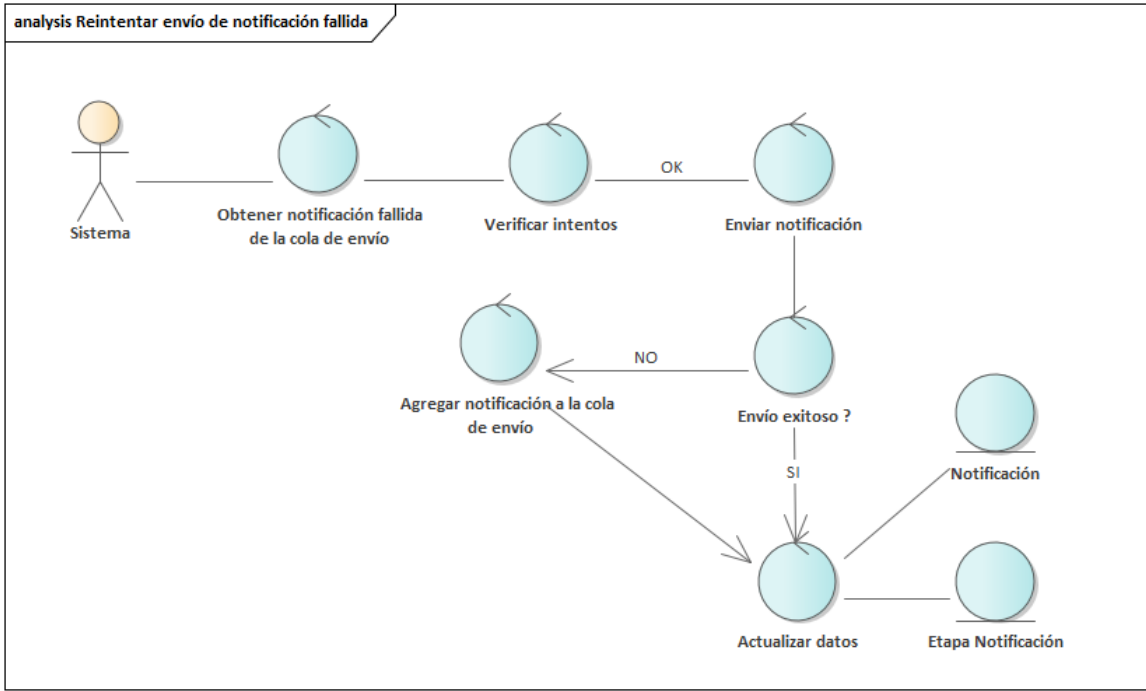 analysis Reintentar envío de notificación fallida
OK
Obtener notificación fallida
de la cola de envío
Verificar intentos
Enviar notificación
Sistema
NO
Agregar notificación a la cola
de envío
Envío exitoso ?
SI
Notificación
Actualizar datos
Etapa Notificación